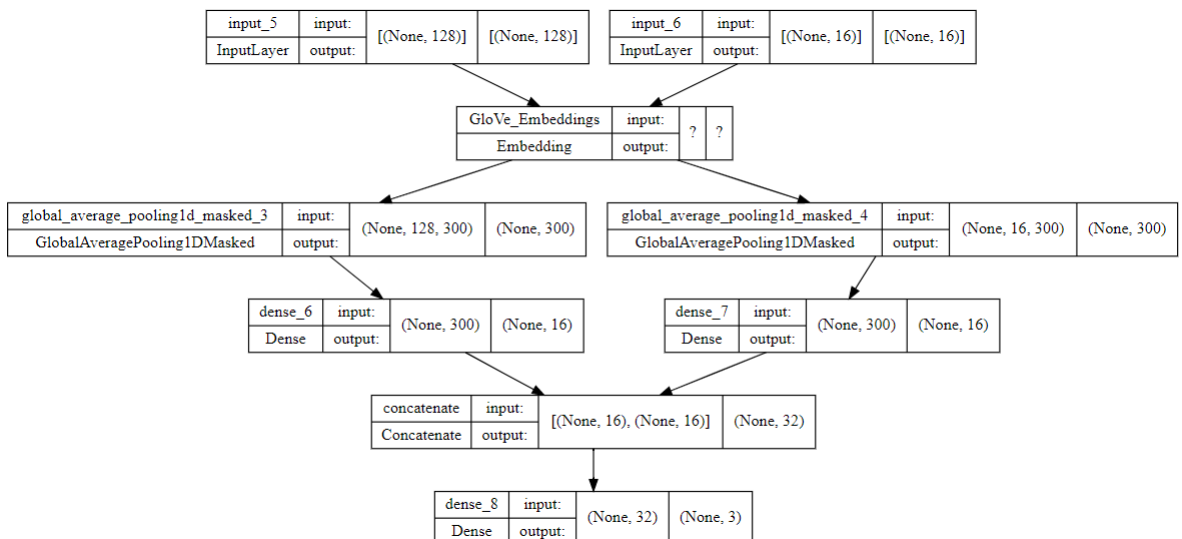 input_5 input: [(None, 128)] [(None, 128)]
InputLayer output:
input_6 input: [(None, 16)] [(None, 16)]
InputLayer output:
GloVe_Embeddings input: ? ?
Embedding output:
global_average_pooling1d_masked_3 input: (None, 128, 300) (None, 300)
GlobalAveragePooling1DMasked output:
global_average_pooling1d_masked_4 input: (None, 16, 300) (None, 300)
GlobalAveragePooling1DMasked output:
dense_6 input: (None, 300) (None, 16)
Dense output:
dense_7 input: (None, 300) (None, 16)
Dense output:
concatenate input: [(None, 16), (None, 16)] (None, 32)
Concatenate output:
dense_8 input: (None, 32) (None, 3)
Dense output: